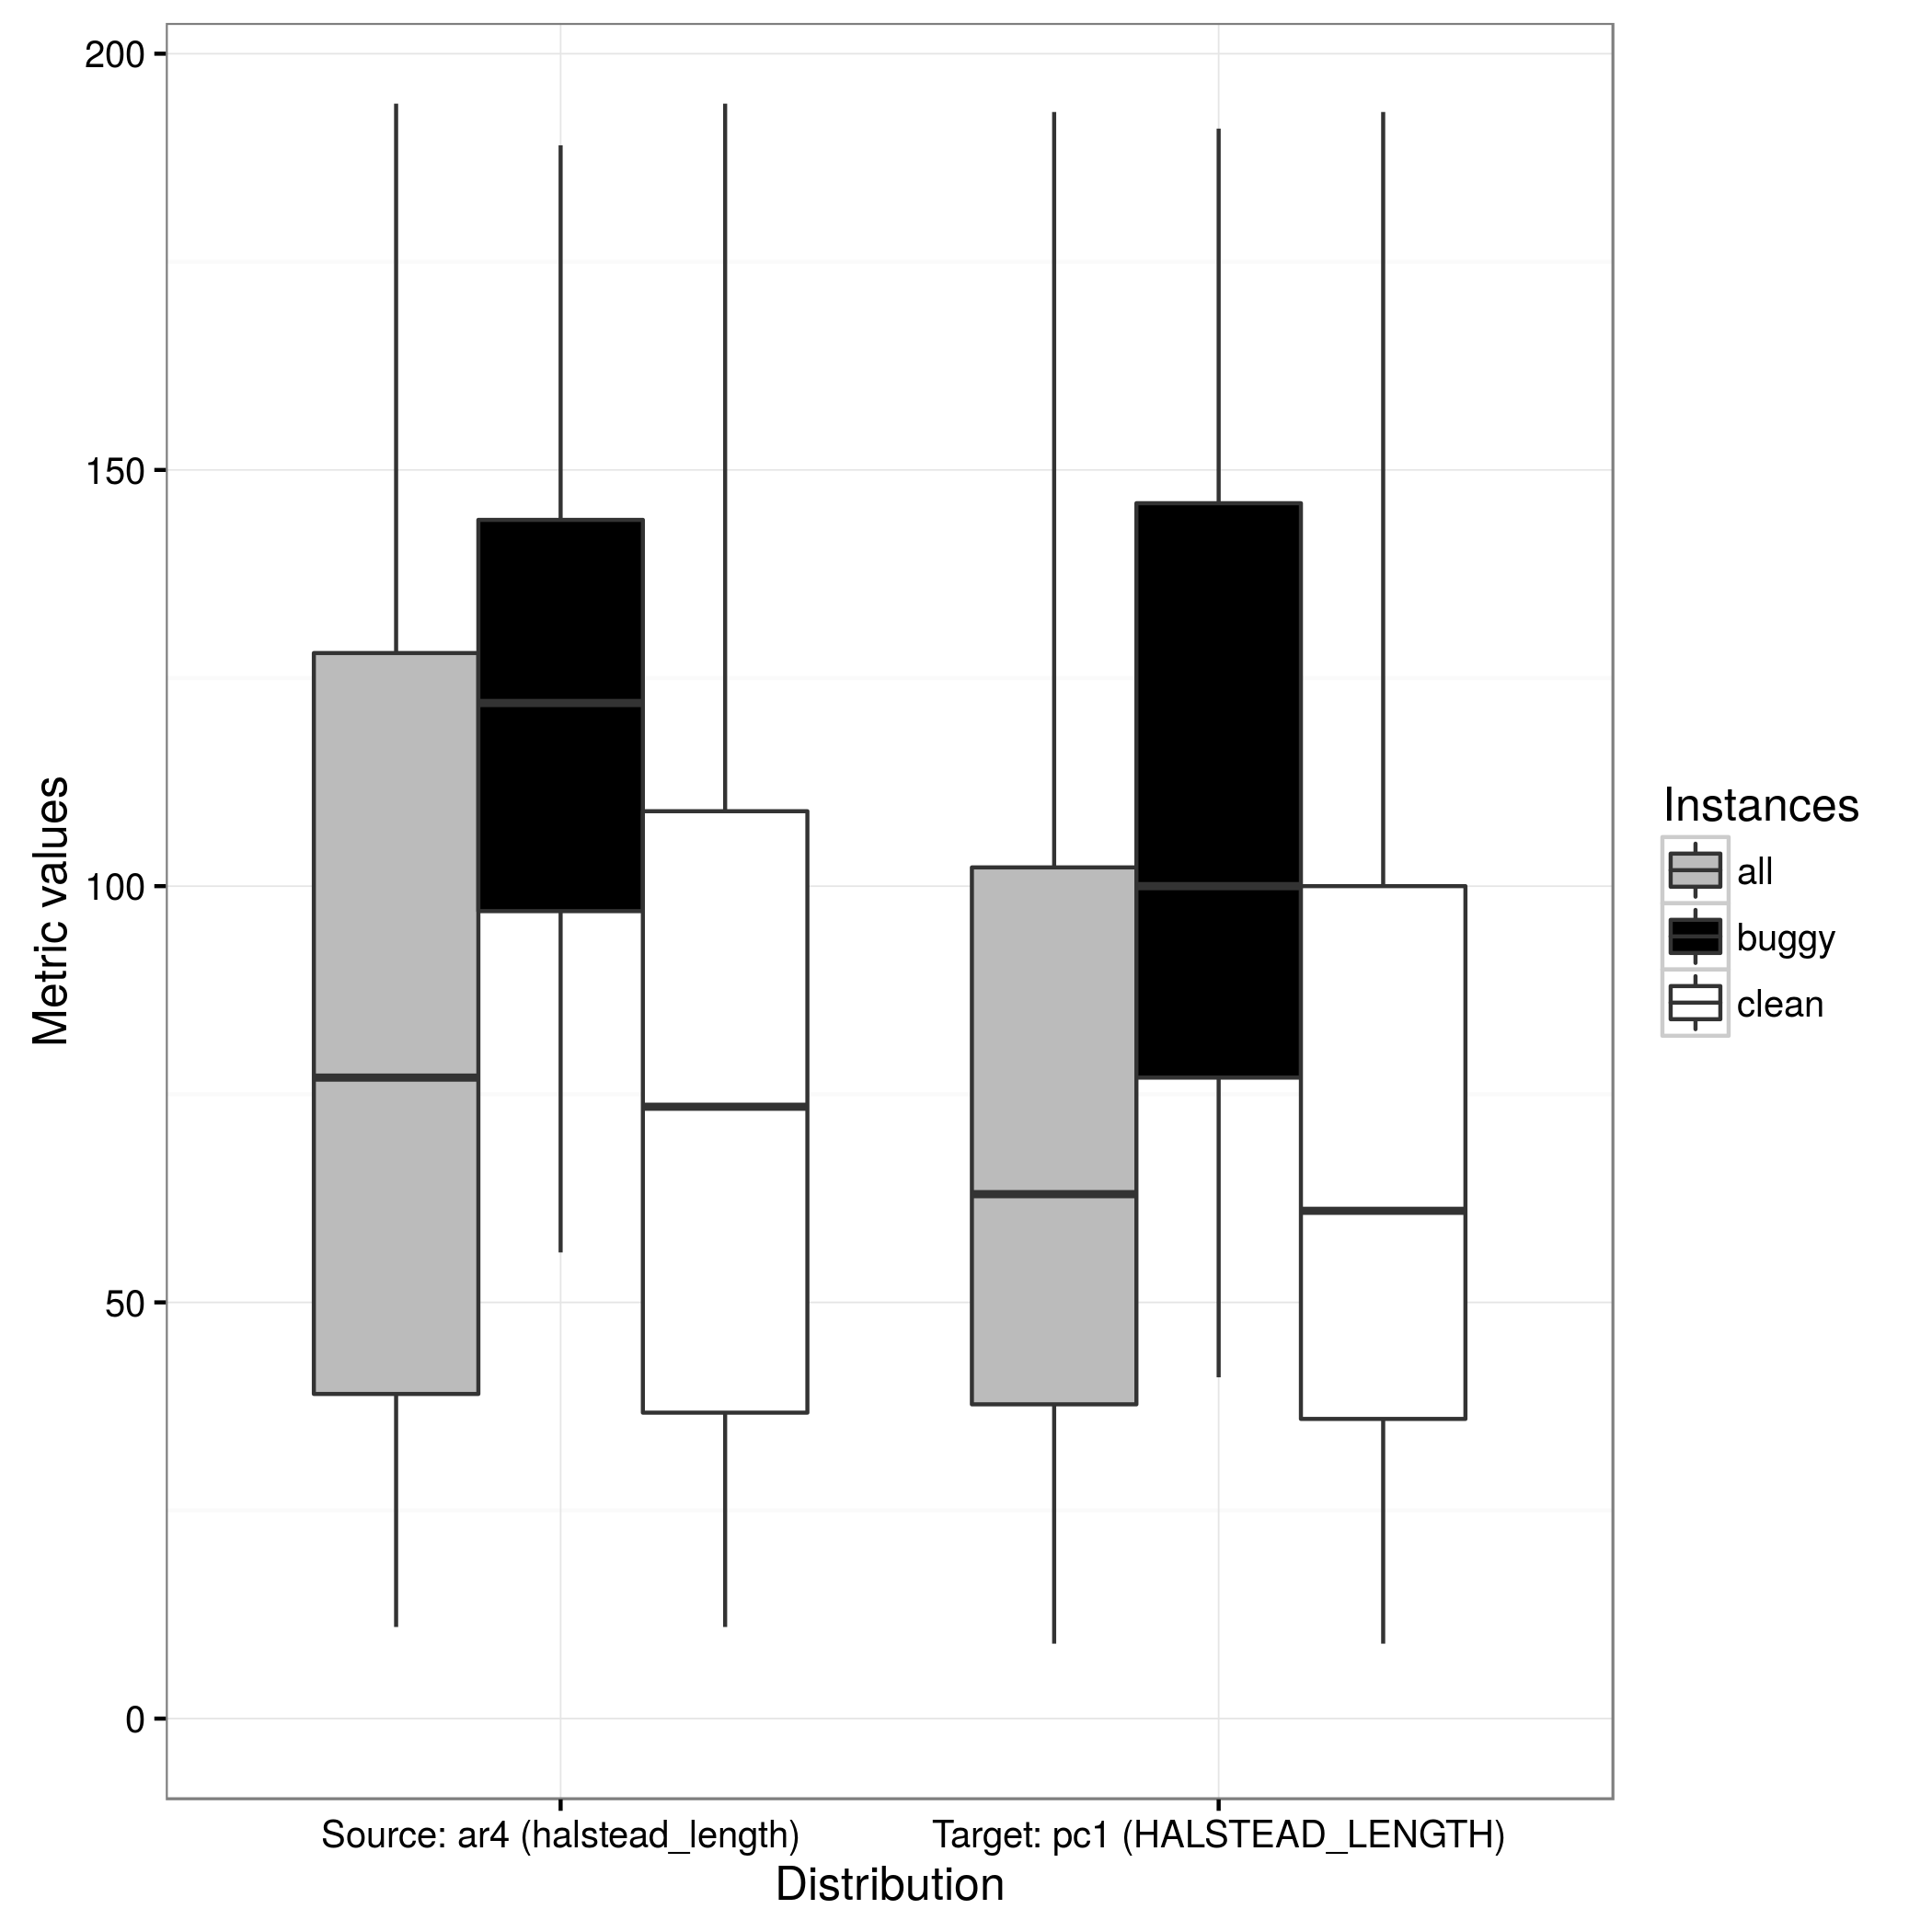 200
150
100
50
0
Metric values
Source: ar4 (halstead_length)
Target: pc1 (HALSTEAD_LENGTH)
Distribution
Instances
all
buggy
clean